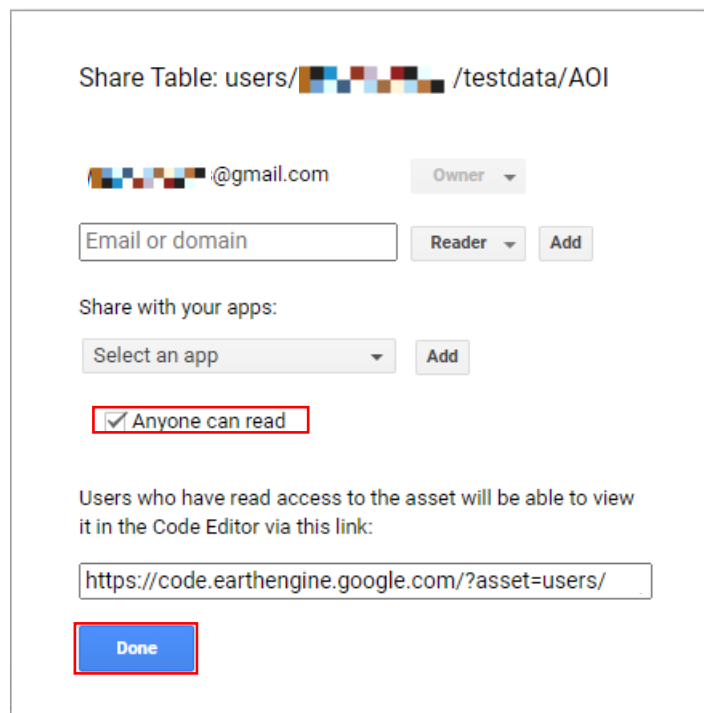 Share Table: users/ /testdata/AOI
@gmail.com Owner
Email or domain Reader Add
Share with your apps:
Select an app Add
Anyone can read
Users who have read access to the asset will be able to view
it in the Code Editor via this link:
https://code.earthengine.google.com/?asset=users/
Done